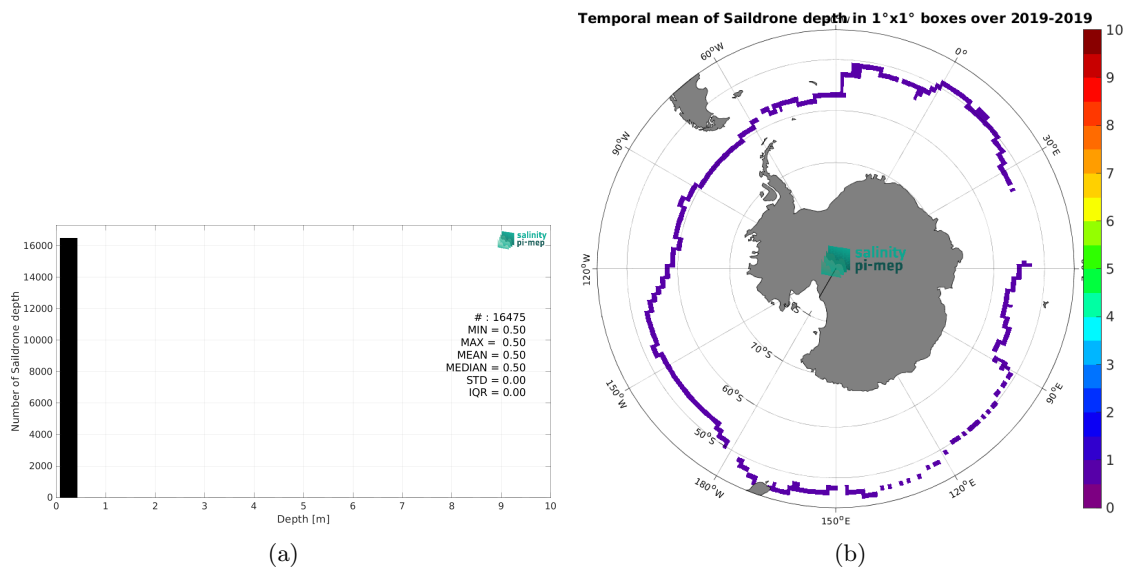 16000
14000
12000
10000
8000
6000
4000
2000
0
Number of Saildrone depth
salinity
pi-mep
# : 16475
MIN = 0.50
MAX = 0.50
MEAN = 0.50
MEDIAN = 0.50
STD = 0.00
IQR = 0.00
0 1 2 3 4 5 6 7 8 9 10
Depth [m]
(a)
Temporal mean of Saildrone depth in 1°x1° boxes over 2019-2019
60°W
0°
90°W
30°E
120°W
150°W
90°E
180°W
120°E
150°E
70°S
60°S
50°S
salinity
pi-mep
10
9
8
7
6
5
4
3
2
1
0
(b)